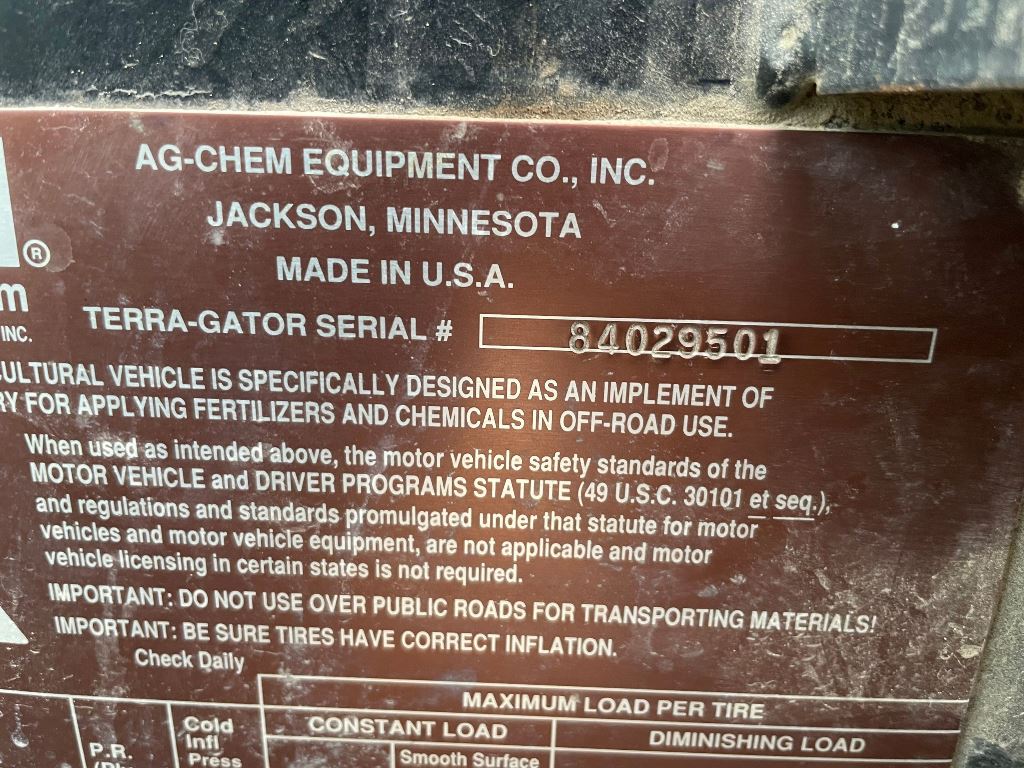 AG-CHEM EQUIPMENT CO., INC.
JACKSON, MINNESOTA
®
MADE IN U.S.A.
m
INC.
TERRA-GATOR SERIAL # 84029501
ULTURAL VEHICLE IS SPECIFICALLY DESIGNED AS AN IMPLEMENT OF
RY FOR APPLYING FERTILIZERS AND CHEMICALS IN OFF-ROAD USE.
When used as intended above, the motor vehicle safety standards of the
MOTOR VEHICLE and DRIVER PROGRAMS STATUTE (49 U.S.C. 30101 et seq.),
and regulations and standards promulgated under that statute for motor
vehicles and motor vehicle equipment, are not applicable and motor
vehicle licensing in certain states is not required.
IMPORTANT: DO NOT USE OVER PUBLIC ROADS FOR TRANSPORTING MATERIALS!
IMPORTANT: BE SURE TIRES HAVE CORRECT INFLATION.
Check Daily
MAXIMUM LOAD PER TIRE
CONSTANT LOAD
DIMINISHING LOAD
P.R.
Cold
Infl
Press
Smooth Surface